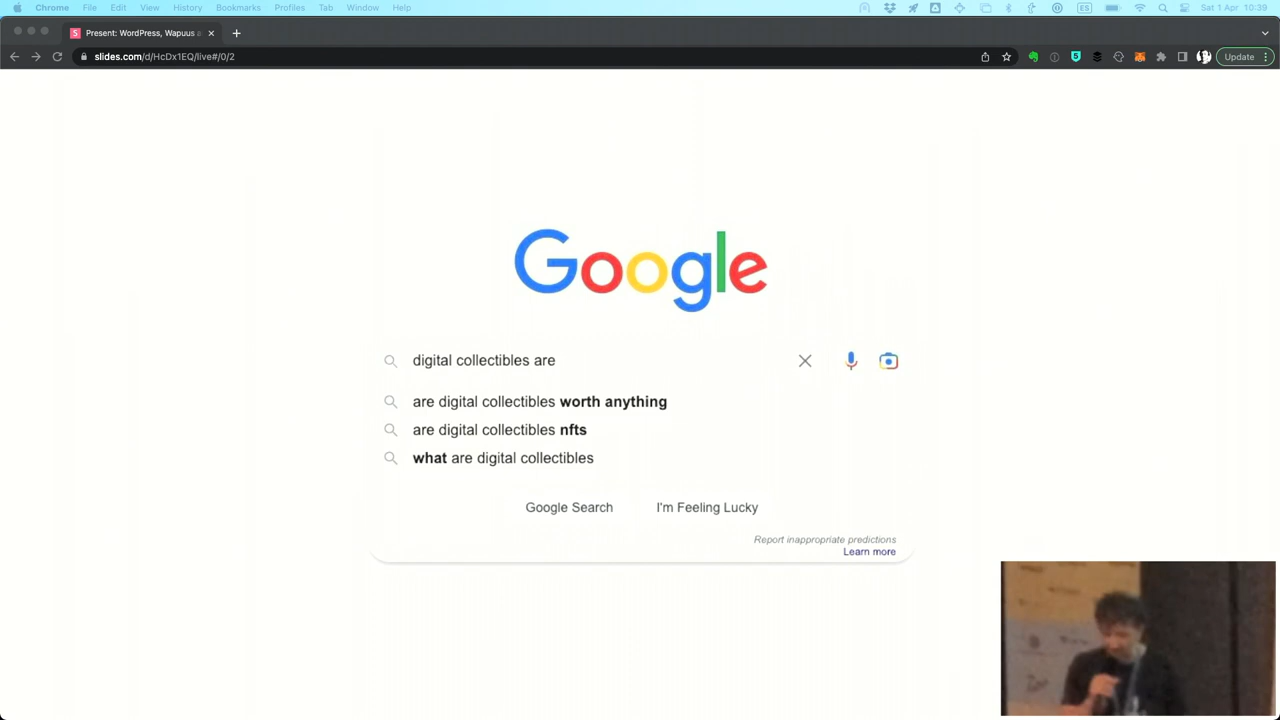 Chrome File Edit View History Bookmarks Profiles Tab Window Help ES Sat 1 Apr 10:39
Present: WordPress, Wapuus a
slides.com/d/HcDx1EQ/live#/0/2 Update
Google
digital collectibles are
are digital collectibles worth anything
are digital collectibles nfts
what are digital collectibles
Google Search I'm Feeling Lucky
Report inappropriate predictions
Learn more